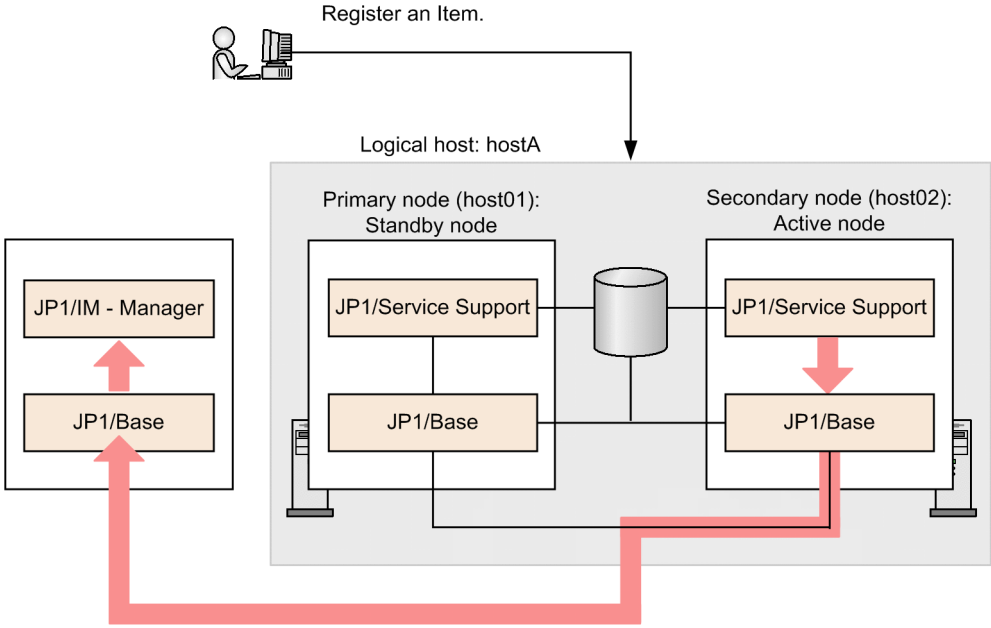 Register an Item.
Logical host: hostA
Primary node (host01):
Standby node
Secondary node (host02):
Active node
JP1/IM - Manager
JP1/Service Support
JP1/Service Support
JP1/Base
JP1/Base
JP1/Base